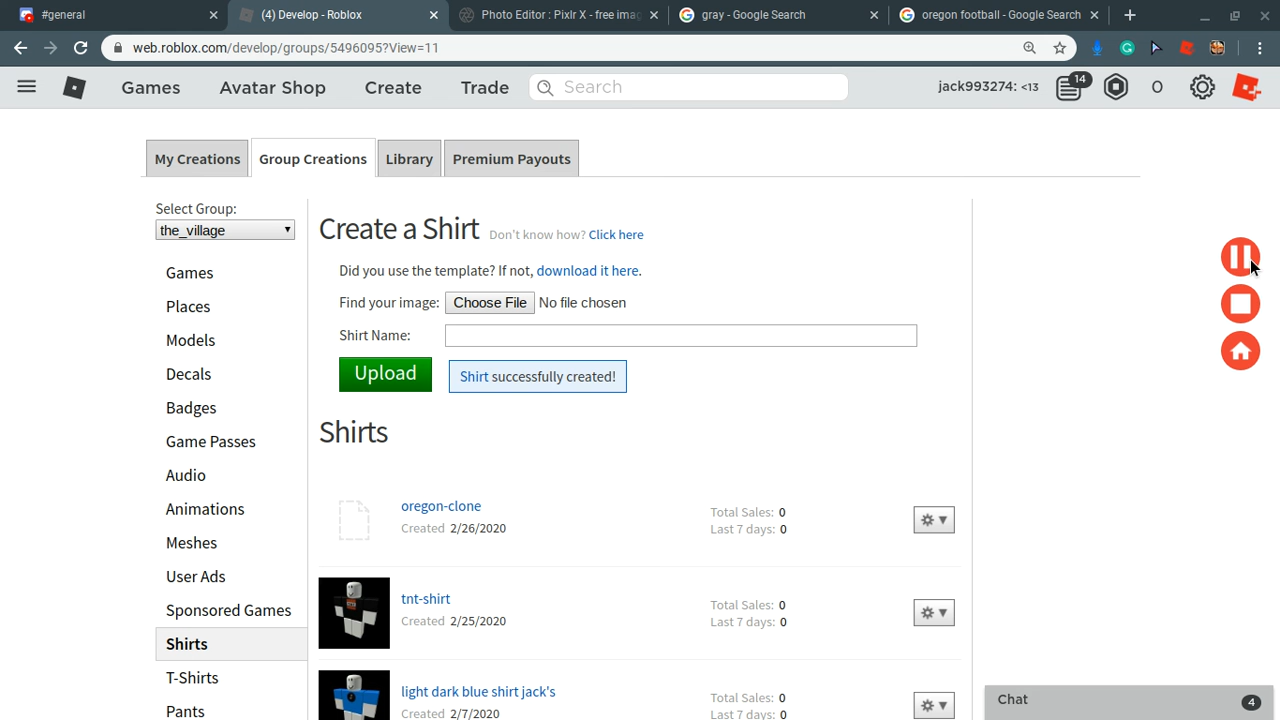 #general
(4) Develop - Roblox
Photo Editor : Pixlr X - free imag
gray - Google Search
oregon football - Google Search
web.roblox.com/develop/groups/5496095?View=11
Games
Avatar Shop
Create
Trade
Search
jack993274: <13
14
0
My Creations
Group Creations
Library
Premium Payouts
Select Group:
the_village
Games
Places
Models
Decals
Badges
Game Passes
Audio
Animations
Meshes
User Ads
Sponsored Games
Shirts
T-Shirts
Pants
Create a Shirt Don't know how? Click here
Did you use the template? If not, download it here.
Find your image: Choose File No file chosen
Shirt Name:
Upload
Shirt successfully created!
Shirts
oregon-clone
Created 2/26/2020
Total Sales: 0
Last 7 days: 0
tnt-shirt
Created 2/25/2020
Total Sales: 0
Last 7 days: 0
light dark blue shirt jack's
Created 2/7/2020
Total Sales: 0
Last 7 days: 0
Chat
4